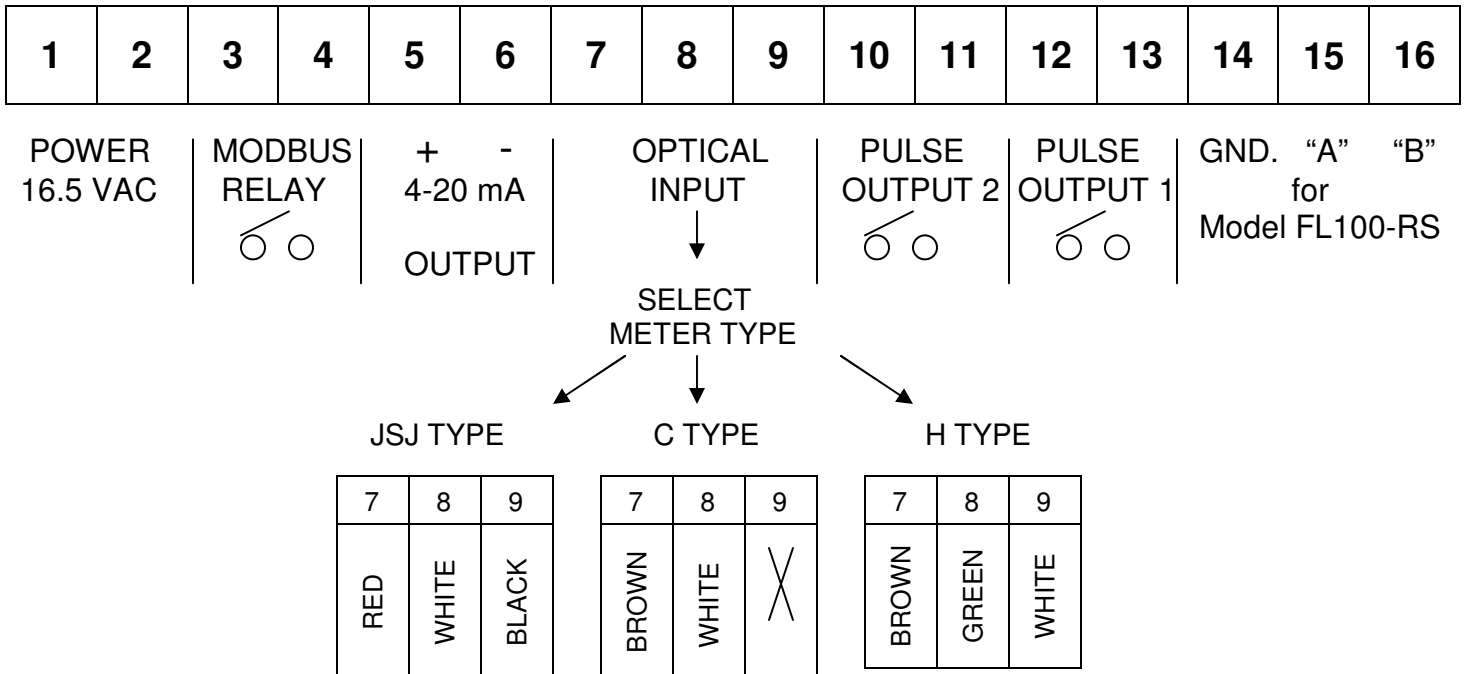 1 2 3 4 5 6 7 8 9 10 11 12 13 14 15 16
POWER MODBUS + - OPTICAL PULSE PULSE GND. “A” “B”
16.5 VAC RELAY 4-20 mA INPUT OUTPUT 2 OUTPUT 1 for
Model FL100-RS
OUTPUT
SELECT
METER TYPE
JSJ TYPE C TYPE H TYPE
7 8 9 7 8 9 7 8 9
RED WHITE BLACK BROWN WHITE BROWN GREEN WHITE